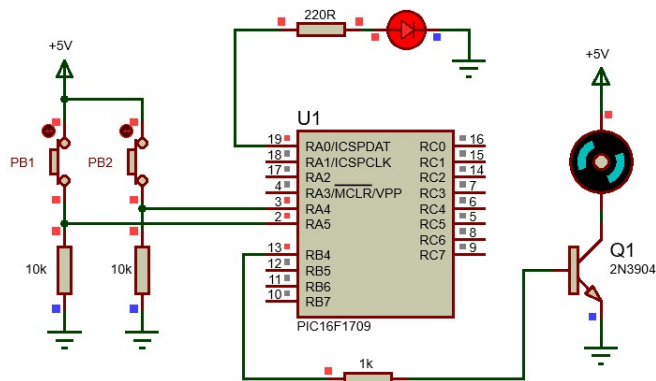 220R
+5V
+5V
U1
19 RA0/ICSPDAT RC0 16
18 RA1/ICSPCLK RC1 15
17 RA2 RC2 14
4 RA3/MCLR/VPP RC3 7
3 RA4 RC4 6
2 RA5 RC5 5
RC6 8
13 RB4 RC7 9
12 RB5
11 RB6
10 RB7
PIC16F1709
PB1
PB2
10k
10k
Q1
2N3904
1k